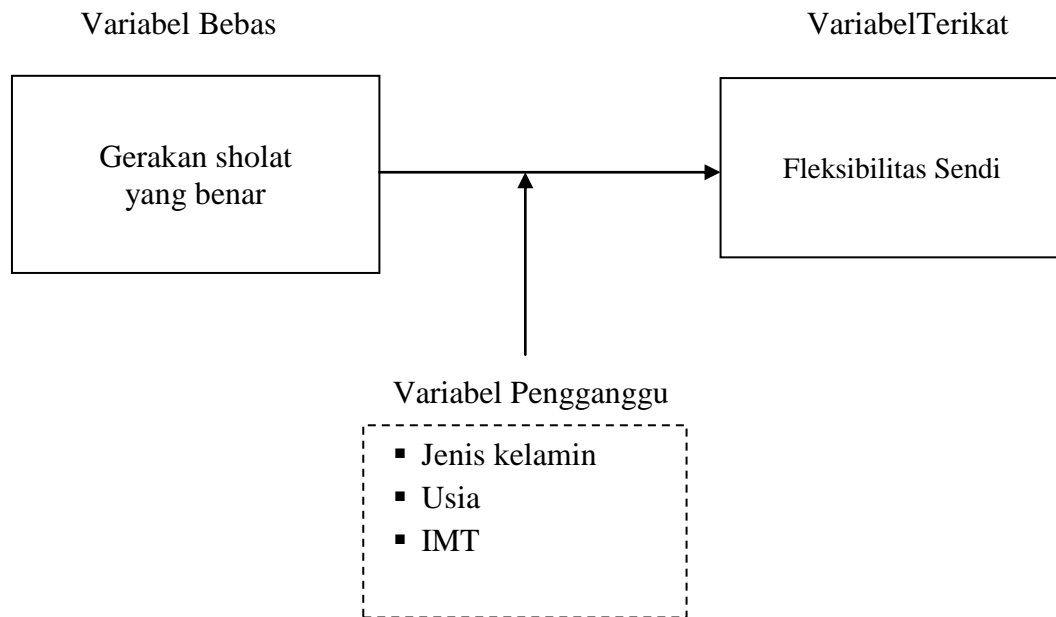 Variabel Bebas
VariabelTerikat
Gerakan sholat
yang benar
Fleksibilitas Sendi
Variabel Pengganggu
▪ Jenis kelamin
▪ Usia
▪ IMT